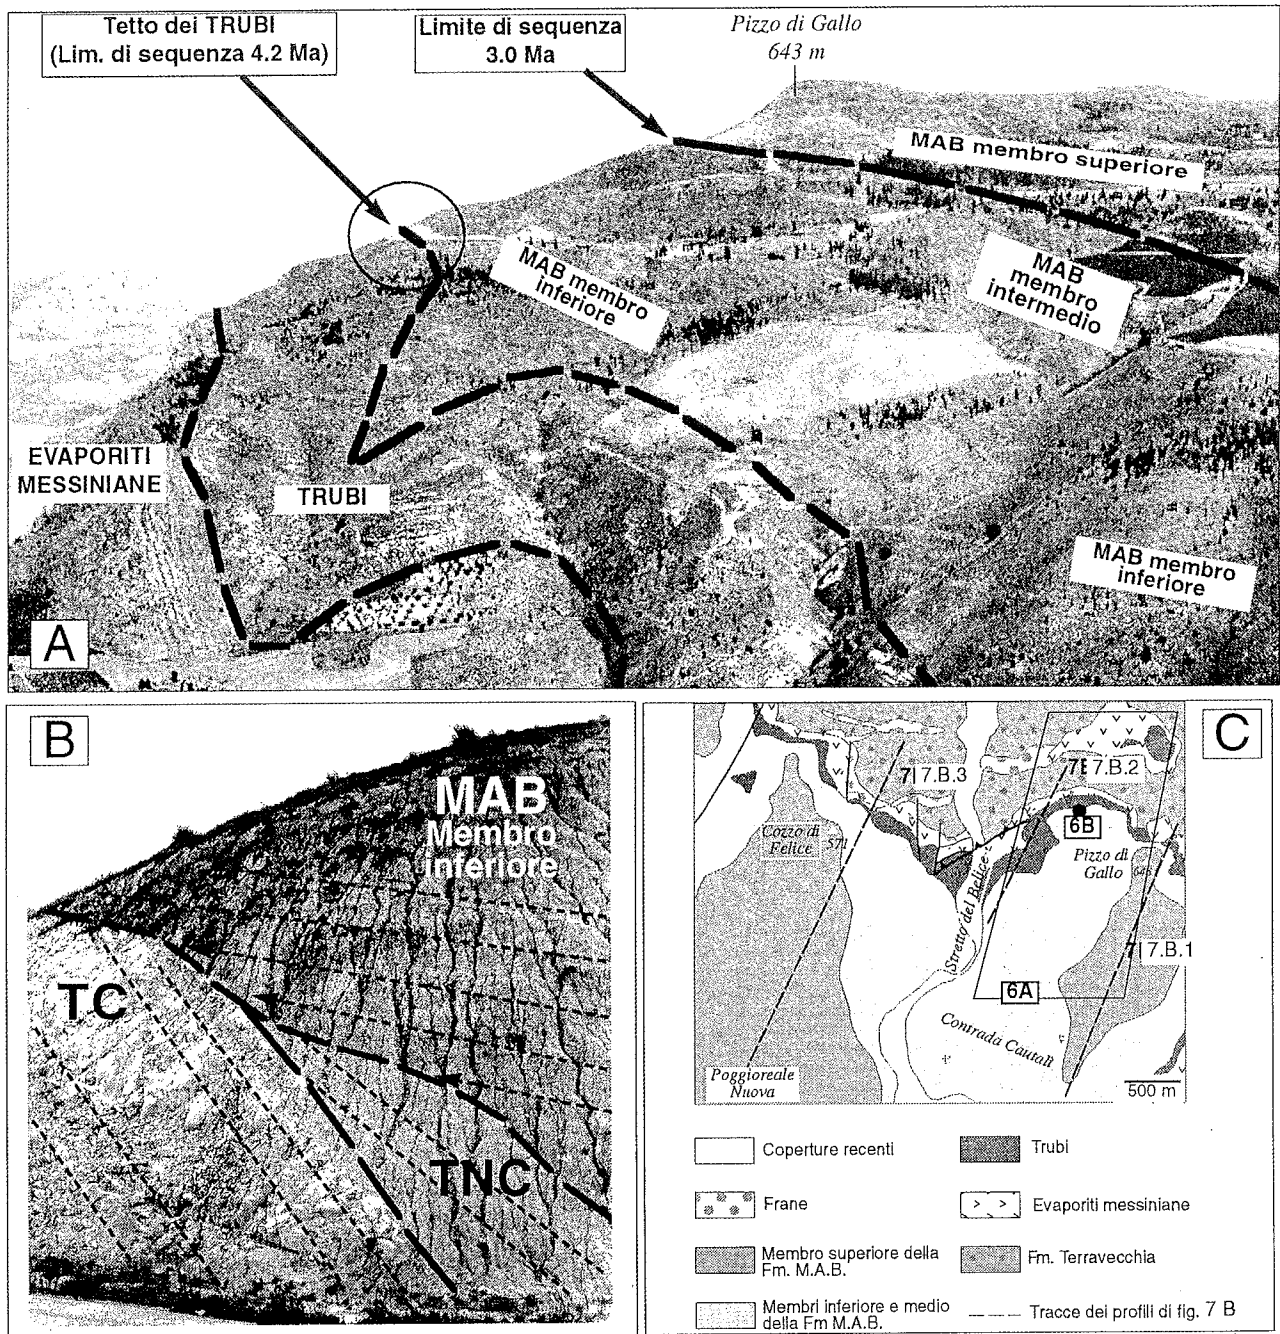 Tetto dei TRUBI
(Lim. di sequenza 4.2 Ma)
Limite di sequenza
3.0 Ma
Pizzo di Gallo
643 m
MAB membro superiore
MAB membro
inferiore
MAB
membro
intermedio
EVAPORITI
MESSINIANE
TRUBI
MAB membro
inferiore
A
B
MAB
Membro
inferiore
TC
TNC
C
7.B.3
7.B.2
Cozzo di
Felice
571
6B
Pizzo di
Gallo
Stretto del Belice
7.B.1
6A
Contrada Cautalì
Poggioreale
Nuova
500 m
Coperture recenti
Trubi
Frane
Evaporiti messiniane
Membro superiore della
Fm. M.A.B.
Fm. Terravecchia
Membri inferiore e medio
della Fm M.A.B.
Tracce dei profili di fig. 7 B